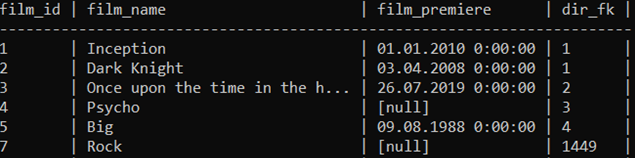 film_id | film_name | film_premiere | dir_fk |
--------------------------------------------------------------------------------
1 | Inception | 01.01.2010 0:00:00 | 1 |
2 | Dark Knight | 03.04.2008 0:00:00 | 1 |
3 | Once upon the time in the h... | 26.07.2019 0:00:00 | 2 |
4 | Psycho | [null] | 3 |
5 | Big | 09.08.1988 0:00:00 | 4 |
7 | Rock | [null] | 1449 |